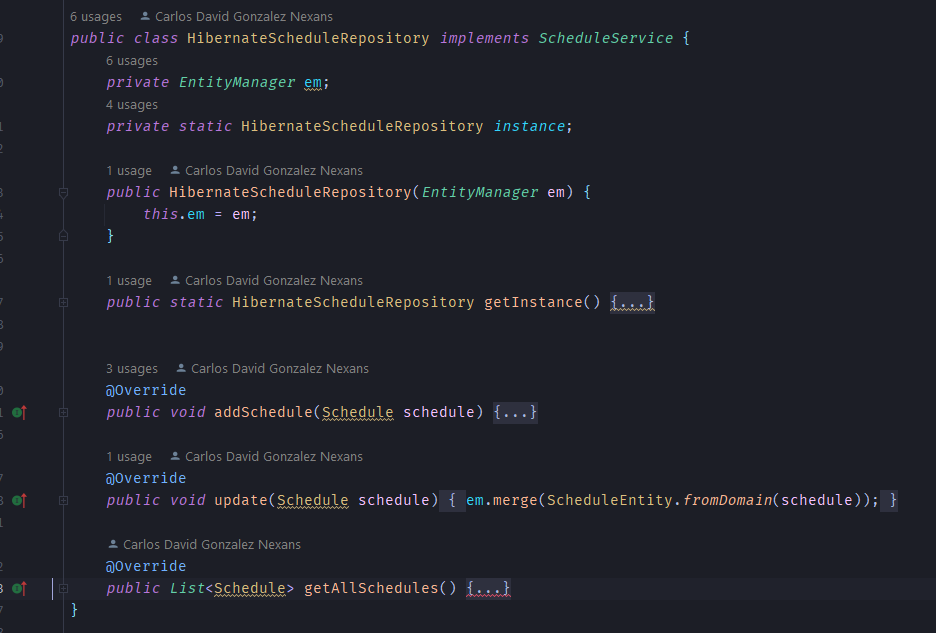 6 usages Carlos David Gonzalez Nexans
public class HibernateScheduleRepository implements ScheduleService {
6 usages
private EntityManager em;
4 usages
private static HibernateScheduleRepository instance;
1 usage Carlos David Gonzalez Nexans
public HibernateScheduleRepository(EntityManager em) {
this.em = em;
}
1 usage Carlos David Gonzalez Nexans
public static HibernateScheduleRepository getInstance() {...}
3 usages Carlos David Gonzalez Nexans
@Override
public void addSchedule(Schedule schedule) {...}
1 usage Carlos David Gonzalez Nexans
@Override
public void update(Schedule schedule) { em.merge(ScheduleEntity.fromDomain(schedule)); }
Carlos David Gonzalez Nexans
@Override
public List<Schedule> getAllSchedules() {...}
}